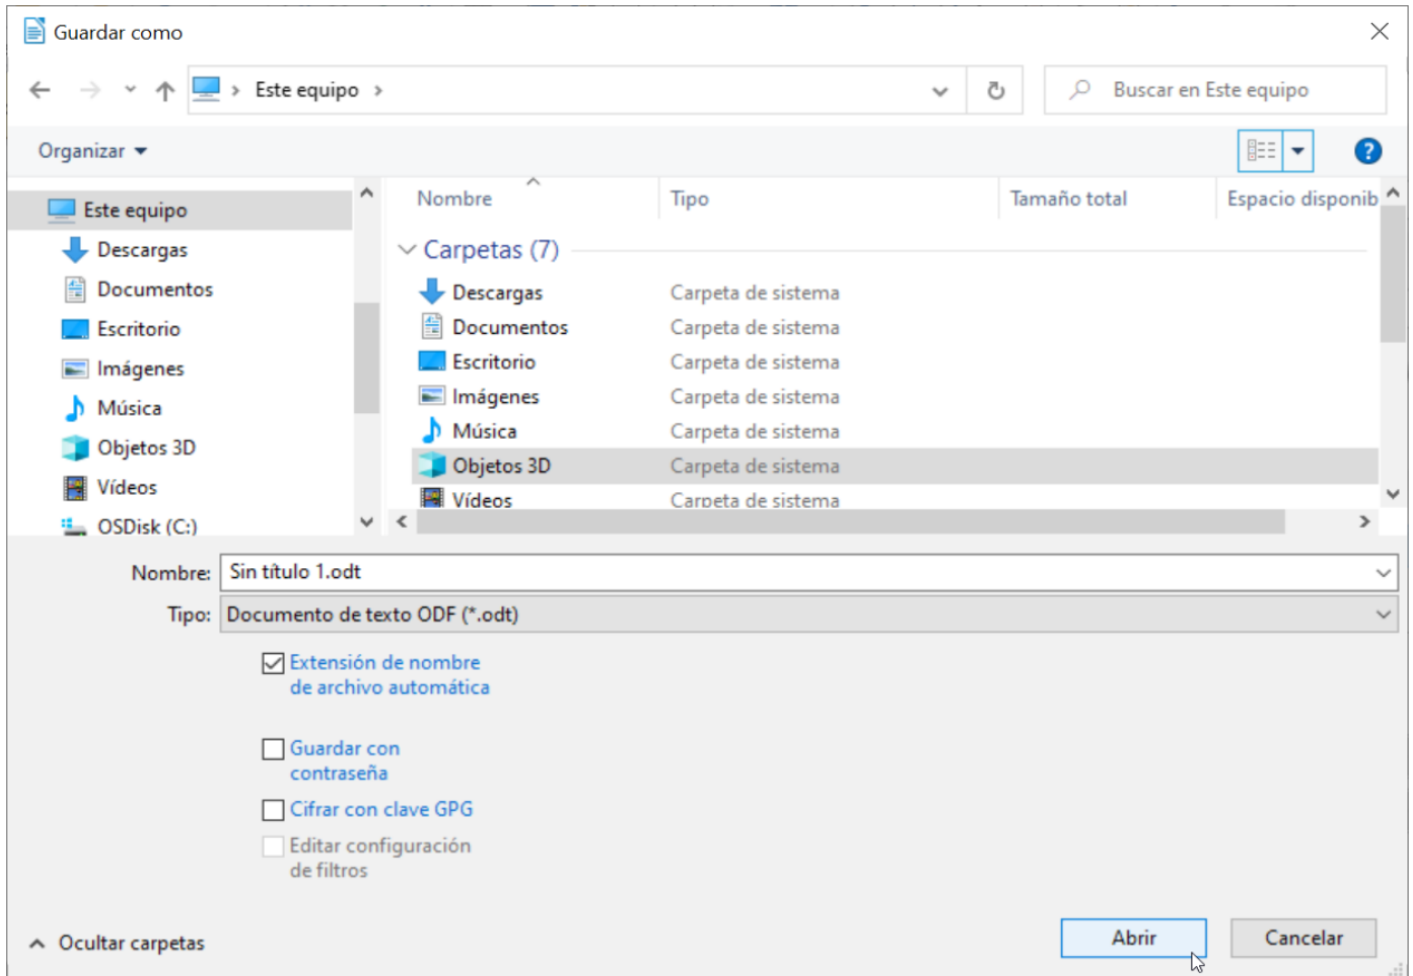 Guardar como
Este equipo
Buscar en Este equipo
Organizar
Este equipo
Descargas
Documentos
Escritorio
Imágenes
Música
Objetos 3D
Vídeos
OSDisk (C:)
Nombre Tipo Tamaño total Espacio disponib
Carpetas (7)
Descargas Carpeta de sistema
Documentos Carpeta de sistema
Escritorio Carpeta de sistema
Imágenes Carpeta de sistema
Música Carpeta de sistema
Objetos 3D Carpeta de sistema
Vídeos Carpeta de sistema
Nombre: Sin título 1.odt
Tipo: Documento de texto ODF (*.odt)
Extensión de nombre
de archivo automática
Guardar con
contraseña
Cifrar con clave GPG
Editar configuración
de filtros
Ocultar carpetas
Abrir Cancelar